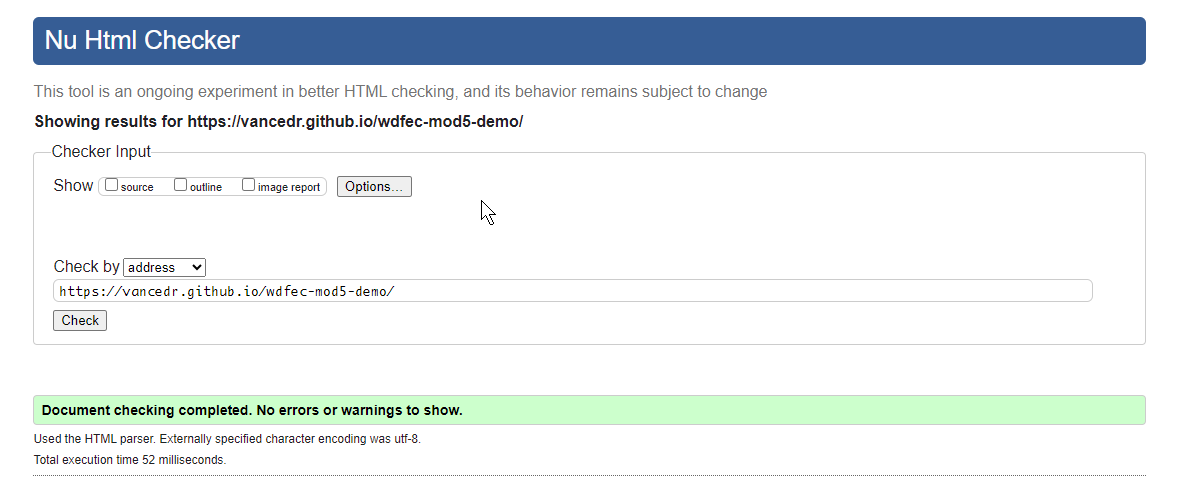 Nu Html Checker
This tool is an ongoing experiment in better HTML checking, and its behavior remains subject to change
Showing results for https://vancedr.github.io/wdfec-mod5-demo/
Checker Input
Show source outline image report Options...
Check by address
https://vancedr.github.io/wdfec-mod5-demo/
Check
Document checking completed. No errors or warnings to show.
Used the HTML parser. Externally specified character encoding was utf-8.
Total execution time 52 milliseconds.